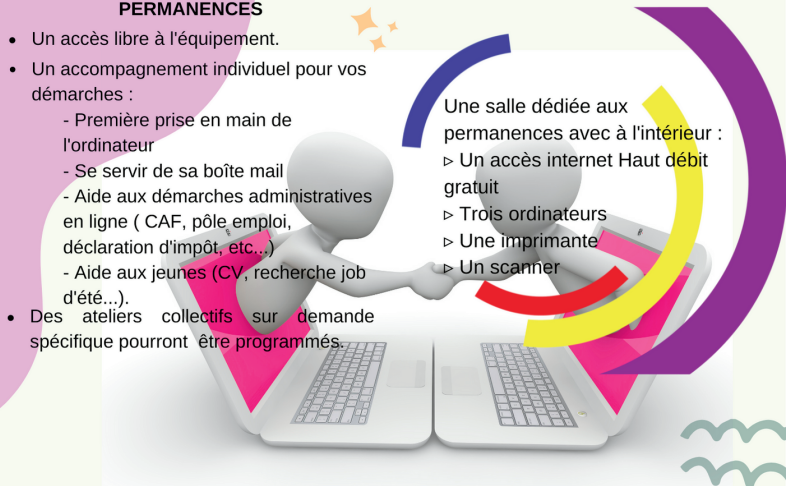 PERMANENCES
• Un accès libre à l'équipement.
• Un accompagnement individuel pour vos
démarches :
- Première prise en main de
l'ordinateur
- Se servir de sa boîte mail
- Aide aux démarches administratives
en ligne ( CAF, pôle emploi,
déclaration d'impôt, etc...)
- Aide aux jeunes (CV, recherche job
d'été...).
• Des ateliers collectifs sur demande
spécifique pourront être programmés.
Une salle dédiée aux
permanences avec à l'intérieur :
▹ Un accès internet Haut débit
gratuit
▹ Trois ordinateurs
▹ Une imprimante
▹ Un scanner